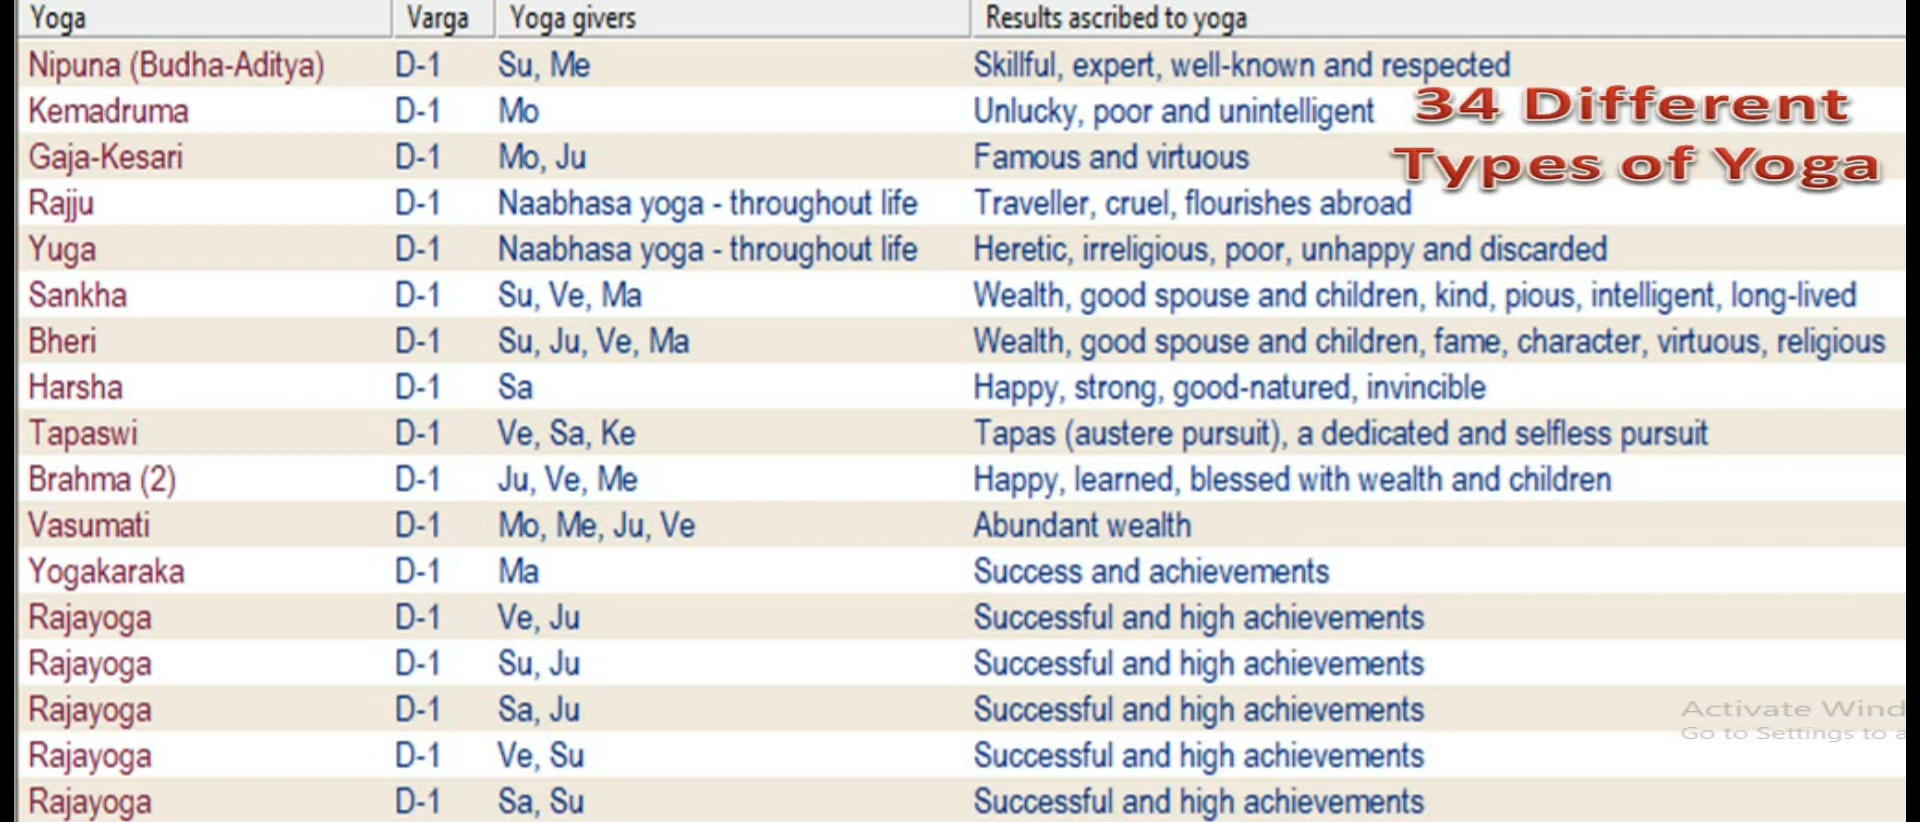 Yoga Varga Yoga givers Results ascribed to yoga
Nipuna (Budha-Aditya) D-1 Su, Me Skillful, expert, well-known and respected
Kemadruma D-1 Mo Unlucky, poor and unintelligent
34 Different
Gaja-Kesari D-1 Mo, Ju Famous and virtuous
Types of Yoga
Rajju D-1 Naabhasa yoga - throughout life Traveller, cruel, flourishes abroad
Yuga D-1 Naabhasa yoga - throughout life Heretic, irreligious, poor, unhappy and discarded
Sankha D-1 Su, Ve, Ma Wealth, good spouse and children, kind, pious, intelligent, long-lived
Bheri D-1 Su, Ju, Ve, Ma Wealth, good spouse and children, fame, character, virtuous, religious
Harsha D-1 Sa Happy, strong, good-natured, invincible
Tapaswi D-1 Ve, Sa, Ke Tapas (austere pursuit), a dedicated and selfless pursuit
Brahma (2) D-1 Ju, Ve, Me Happy, learned, blessed with wealth and children
Vasumati D-1 Mo, Me, Ju, Ve Abundant wealth
Yogakaraka D-1 Ma Success and achievements
Rajayoga D-1 Ve, Ju Successful and high achievements
Rajayoga D-1 Su, Ju Successful and high achievements
Rajayoga D-1 Sa, Ju Successful and high achievements
Activate Wind
Go to Settings to a
Rajayoga D-1 Ve, Su Successful and high achievements
Rajayoga D-1 Sa, Su Successful and high achievements